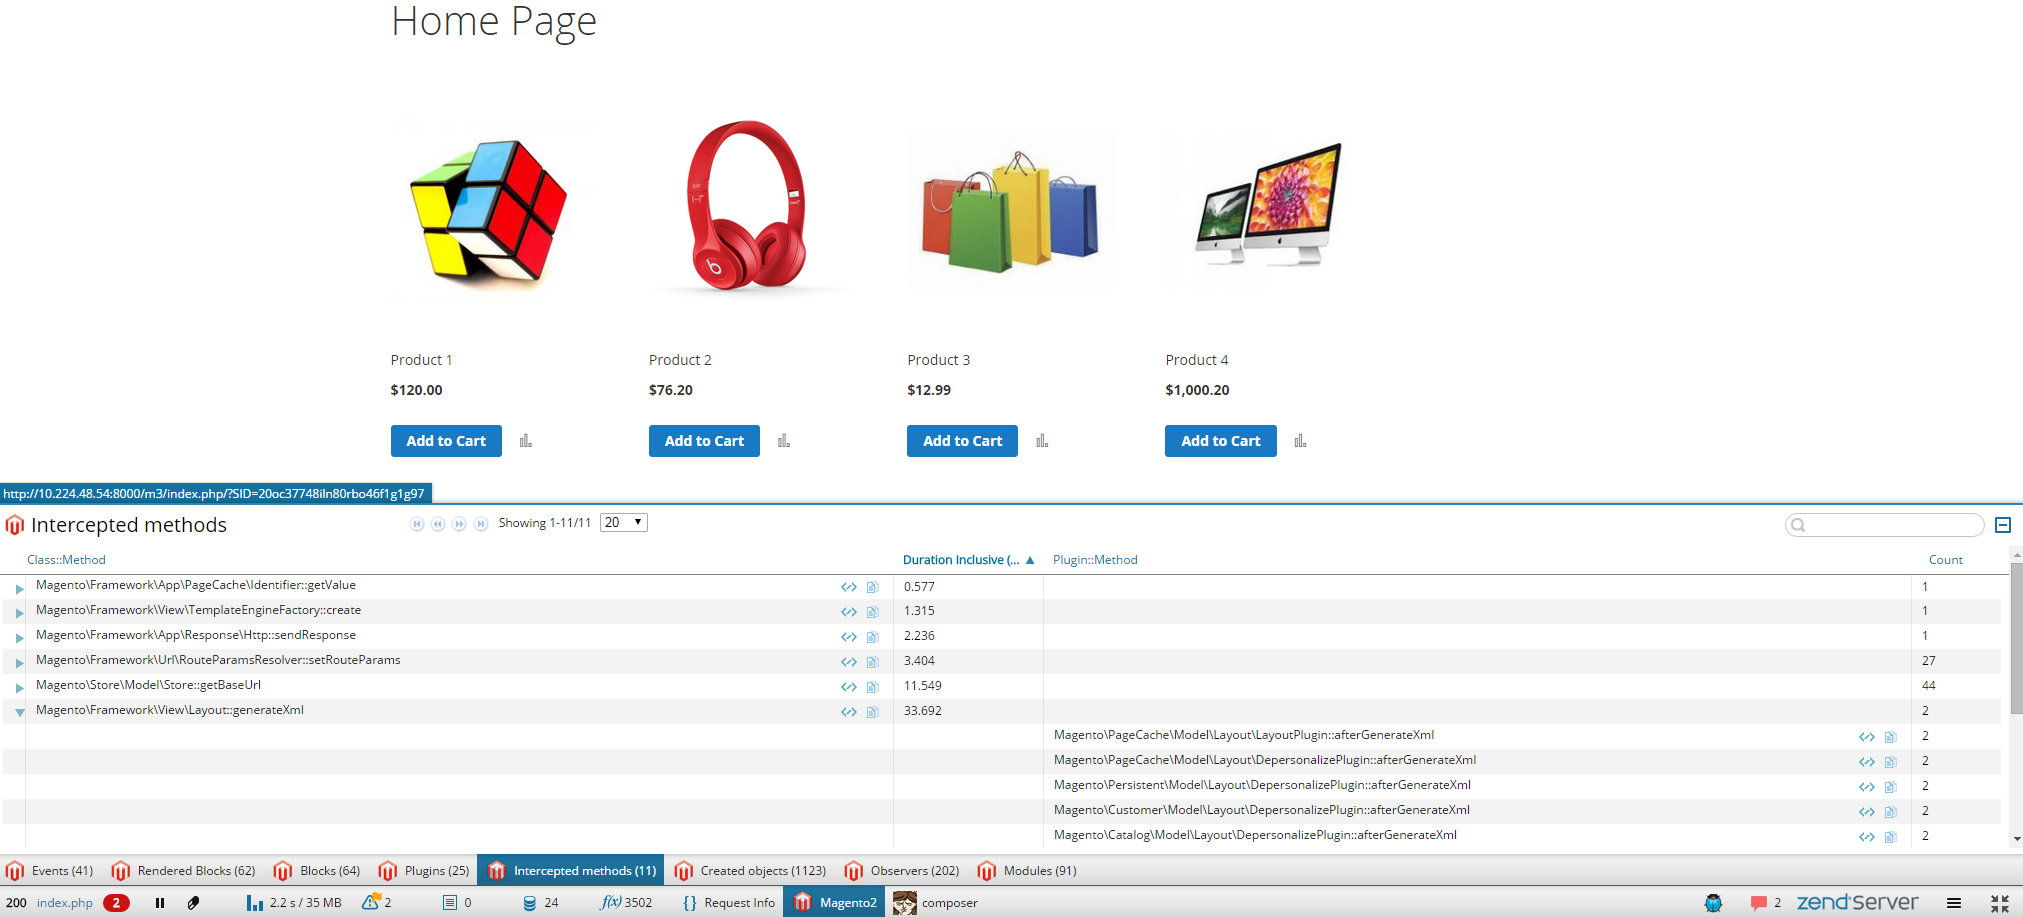 Home Page
Product 1 Product 2 Product 3 Product 4
$120.00 $76.20 $12.99 $1,000.20
Add to Cart Add to Cart Add to Cart Add to Cart
http://10.224.48.54:8000/m3/index.php/?SID=20oc37748iln80rbo46f1g1g97
Intercepted methods Showing 1-11/11 20
Class::Method Duration Inclusive (... Plugin::Method Count
Magento\Framework\App\PageCache\Identifier::getValue 0.577 1
Magento\Framework\View\TemplateEngineFactory::create 1.315 1
Magento\Framework\App\Response\Http::sendResponse 2.236 1
Magento\Framework\Url\RouteParamsResolver::setRouteParams 3.404 27
Magento\Store\Model\Store::getBaseUrl 11.549 44
Magento\Framework\View\Layout::generateXml 33.692 2
Magento\PageCache\Model\Layout\LayoutPlugin::afterGenerateXml 2
Magento\PageCache\Model\Layout\DepersonalizePlugin::afterGenerateXml 2
Magento\Persistent\Model\Layout\DepersonalizePlugin::afterGenerateXml 2
Magento\Customer\Model\Layout\DepersonalizePlugin::afterGenerateXml 2
Magento\Catalog\Model\Layout\DepersonalizePlugin::afterGenerateXml 2
Events (41) Rendered Blocks (62) Blocks (64) Plugins (25) Intercepted methods (11) Created objects (1123) Observers (202) Modules (91)
200 index.php 2 2.2 s / 35 MB 2 0 24 f(x) 3502 {} Request Info Magento2 composer 2 zend Server